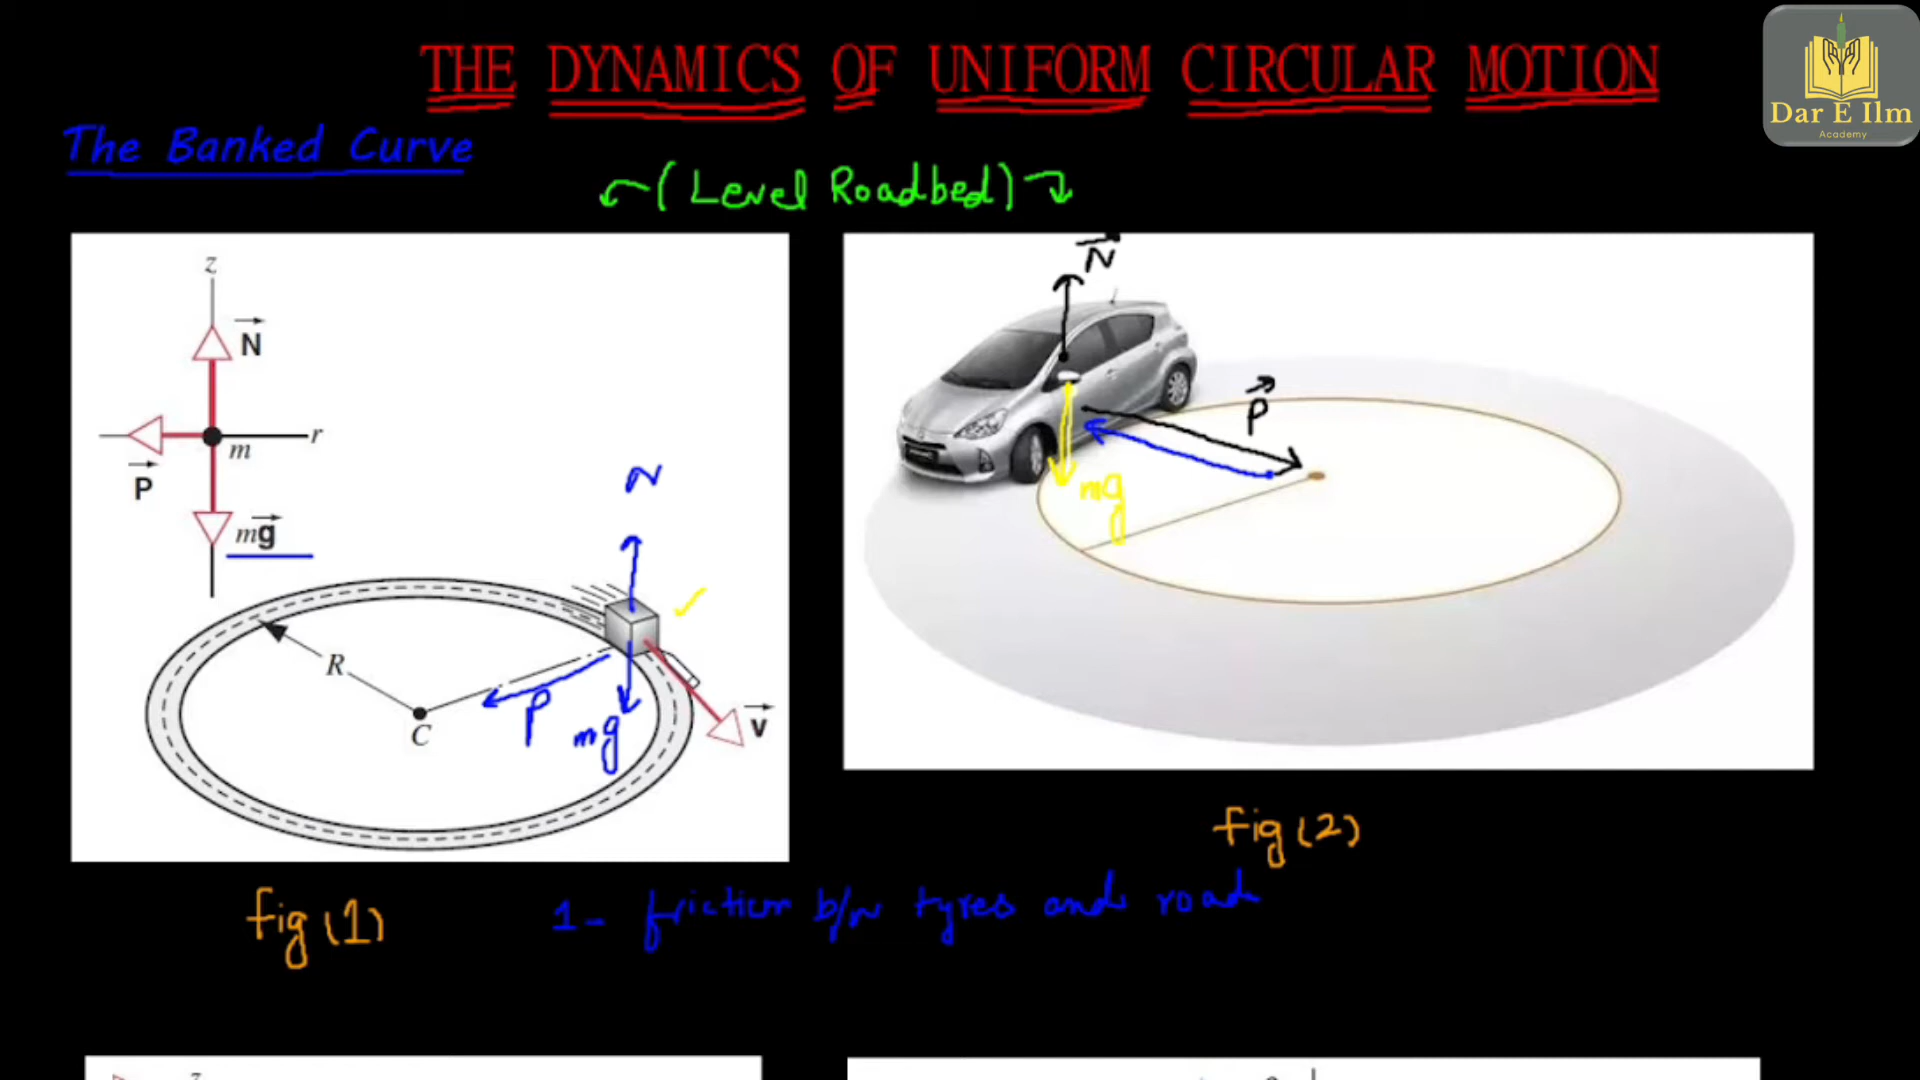 THE DYNAMICS OF UNIFORM CIRCULAR MOTION
Dar E Ilm
Academy
The Banked Curve
(Level Roadbed)
z
N
m
r
P
mg
N
R
C
P
mg
v
N
P
mg
fig (1)
fig (2)
1- friction b/w tyres and road
z